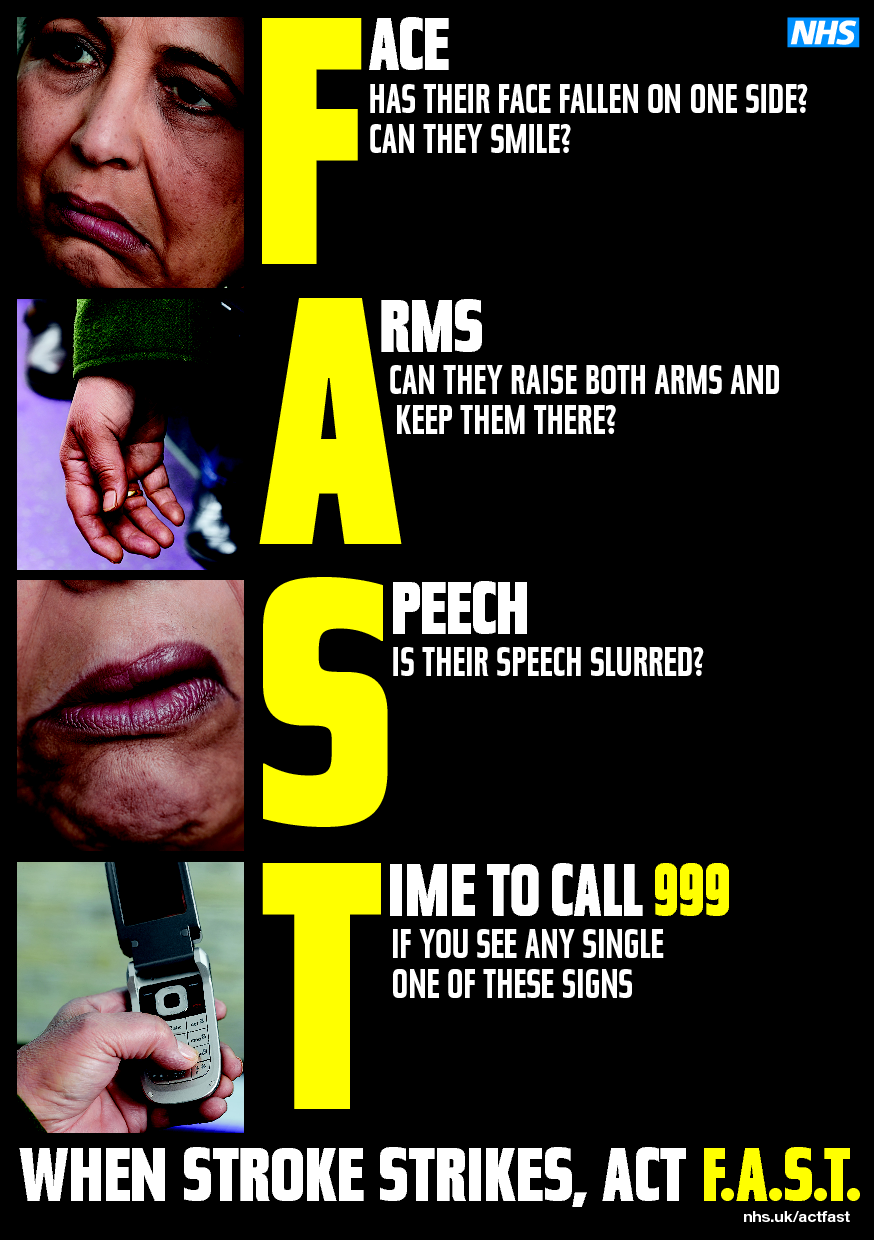 NHS
FACE
HAS THEIR FACE FALLEN ON ONE SIDE?
CAN THEY SMILE?
ARMS
CAN THEY RAISE BOTH ARMS AND
KEEP THEM THERE?
SPEECH
IS THEIR SPEECH SLURRED?
TIME TO CALL 999
IF YOU SEE ANY SINGLE
ONE OF THESE SIGNS
WHEN STROKE STRIKES, ACT F.A.S.T.
nhs.uk/actfast